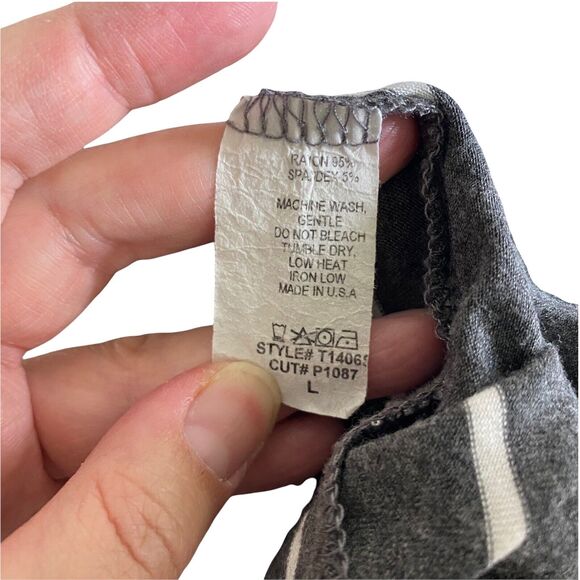 RAYON 95%
SPANDEX 5%
MACHINE WASH,
GENTLE
DO NOT BLEACH
TUMBLE DRY,
LOW HEAT
IRON LOW
MADE IN U.S.A
STYLE#
CUT# P1087
L